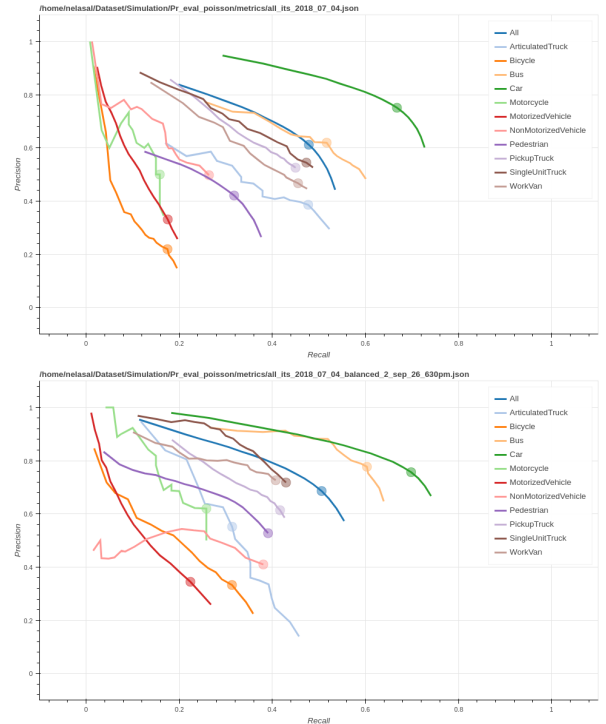 /home/nelasal/Dataset/Simulation/Pr_eval_poisson/metrics/all_its_2018_07_04.json
Precision
1
0.8
0.6
0.4
0.2
0
0
0.2
0.4
0.6
0.8
1
Recall
All
ArticulatedTruck
Bicycle
Bus
Car
Motorcycle
MotorizedVehicle
NonMotorizedVehicle
Pedestrian
PickupTruck
SingleUnitTruck
WorkVan
/home/nelasal/Dataset/Simulation/Pr_eval_poisson/metrics/all_its_2018_07_04_balanced_2_sep_26_630pm.json
Precision
1
0.8
0.6
0.4
0.2
0
0
0.2
0.4
0.6
0.8
1
Recall
All
ArticulatedTruck
Bicycle
Bus
Car
Motorcycle
MotorizedVehicle
NonMotorizedVehicle
Pedestrian
PickupTruck
SingleUnitTruck
WorkVan